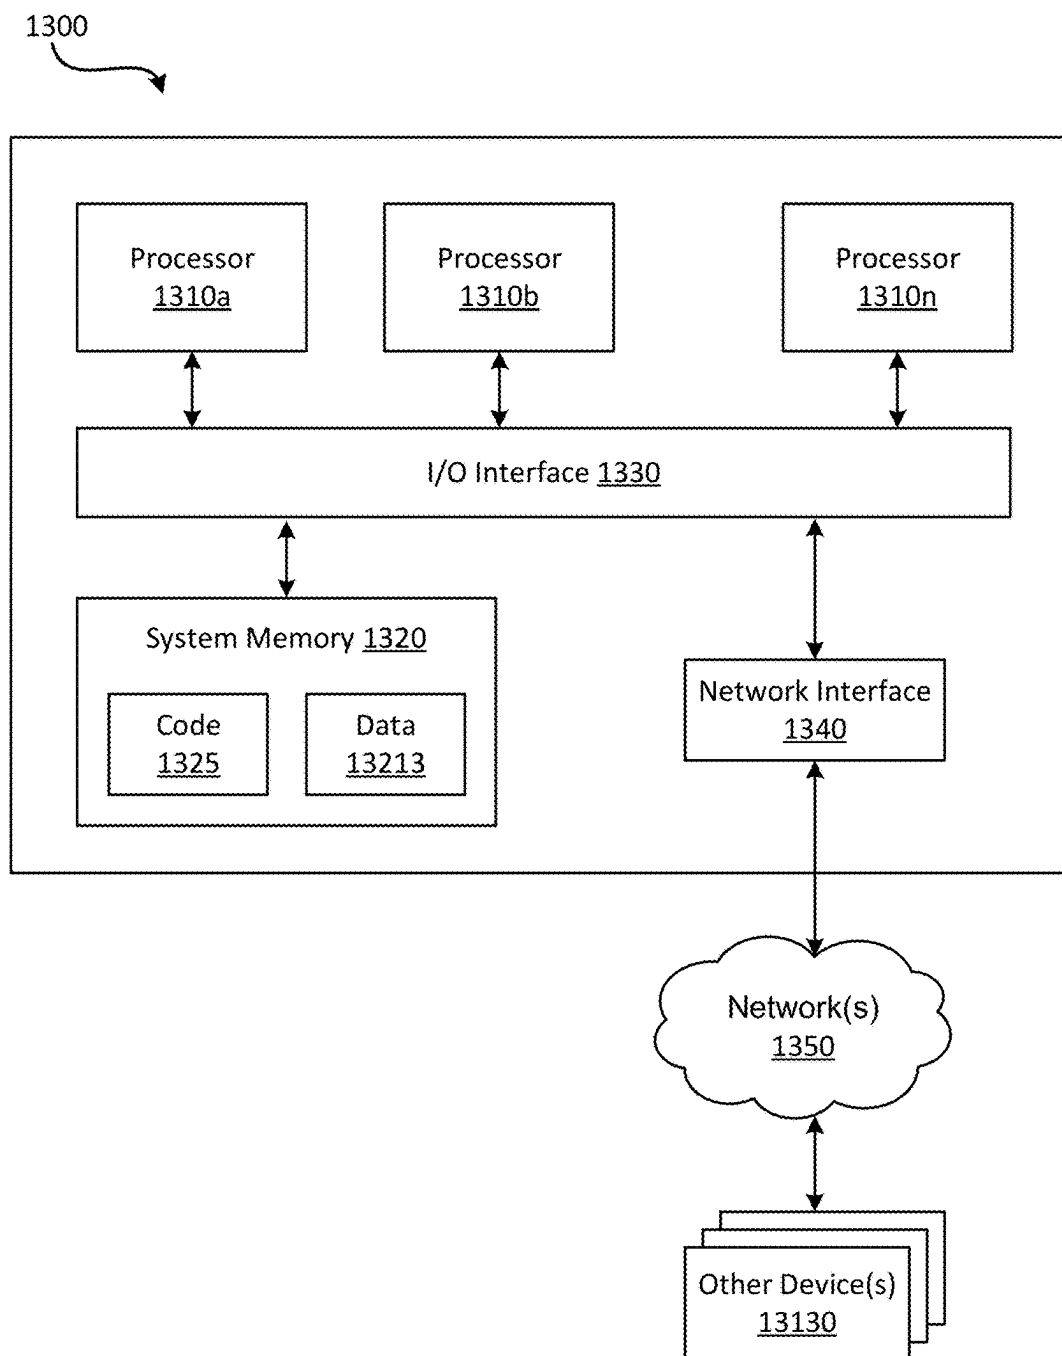 1300
Processor
1310a
Processor
1310b
Processor
1310n
I/O Interface 1330
System Memory 1320
Code
1325
Data
13213
Network Interface
1340
Network(s)
1350
Other Device(s)
13130